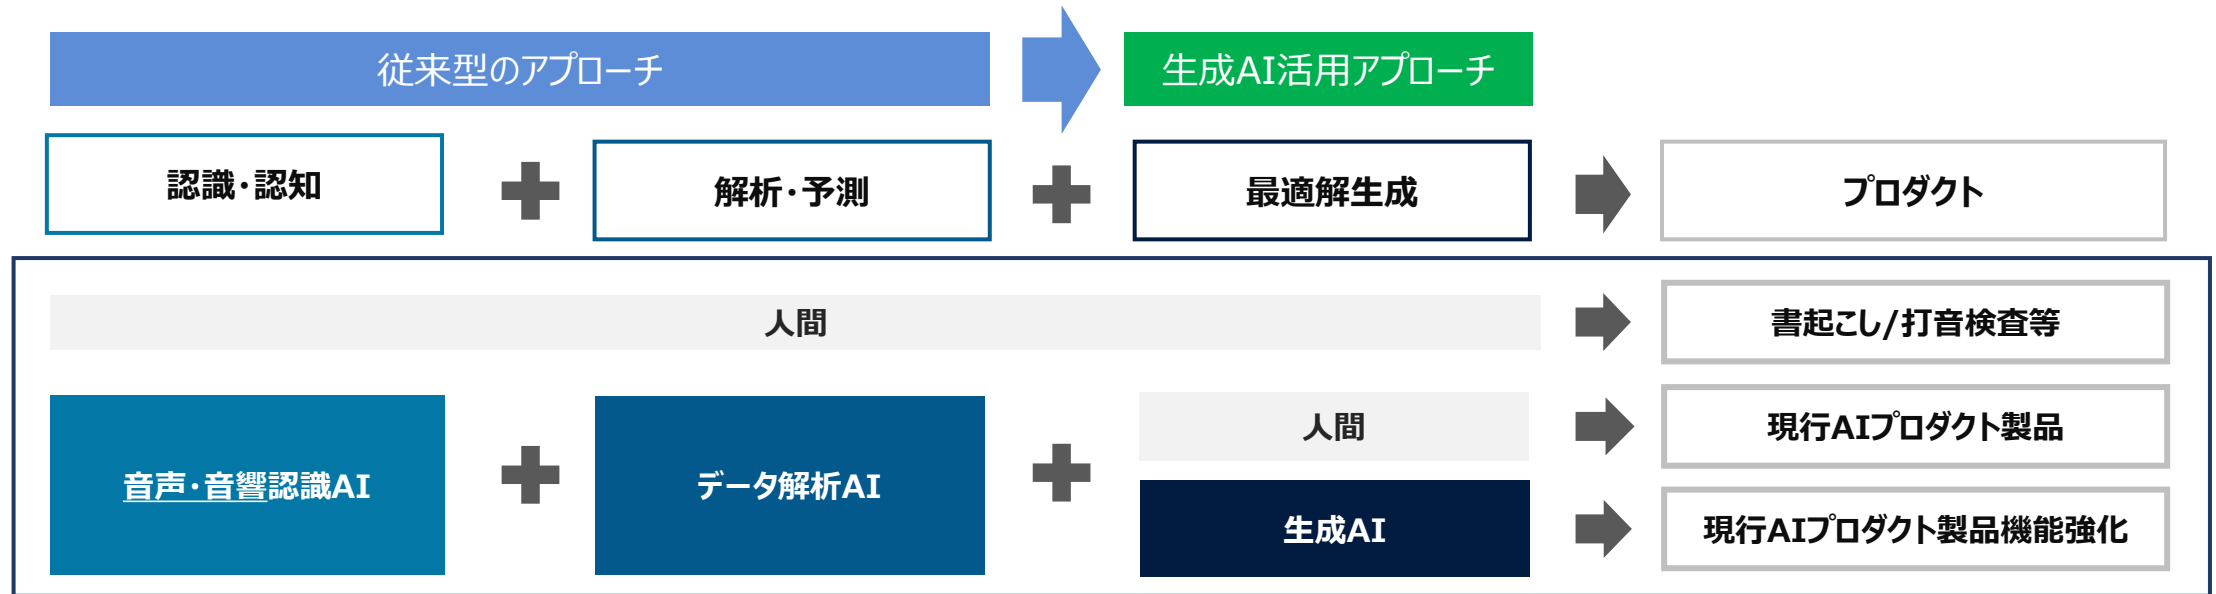 従来型のアプローチ
生成AI活用アプローチ
認識・認知
解析・予測
最適解生成
プロダクト
人間
書起こし/打音検査等
音声・音響認識AI
データ解析AI
人間
現行AIプロダクト製品
生成AI
現行AIプロダクト製品機能強化